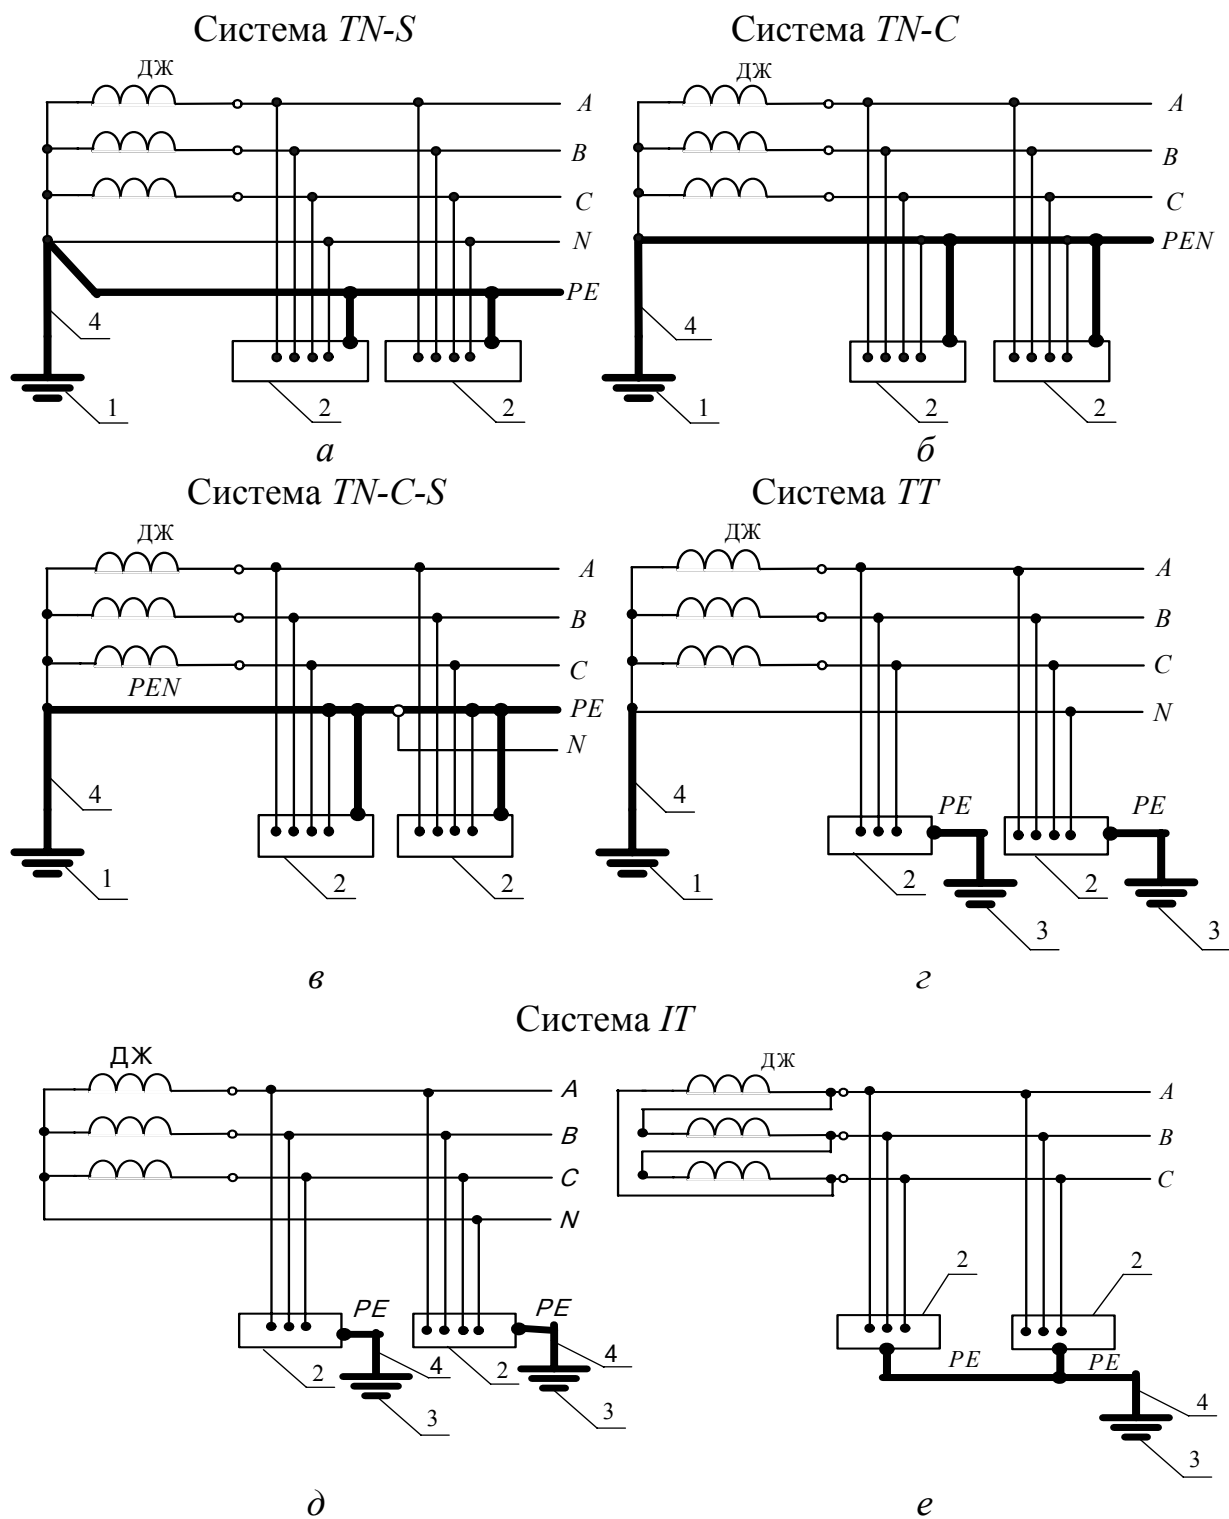 Система TN-S
Система TN-C
ДЖ
A
B
C
N
PE
4
1
2
2
а
ДЖ
A
B
C
PEN
4
1
2
2
б
Система TN-C-S
Система TT
ДЖ
A
B
C
PEN
PE
N
4
1
2
2
в
ДЖ
A
B
C
N
4
PE
PE
1
2
2
3
3
г
Система IT
ДЖ
A
B
C
N
PE
PE
2
4
2
4
3
3
д
ДЖ
A
B
C
2
2
PE
PE
4
3
е